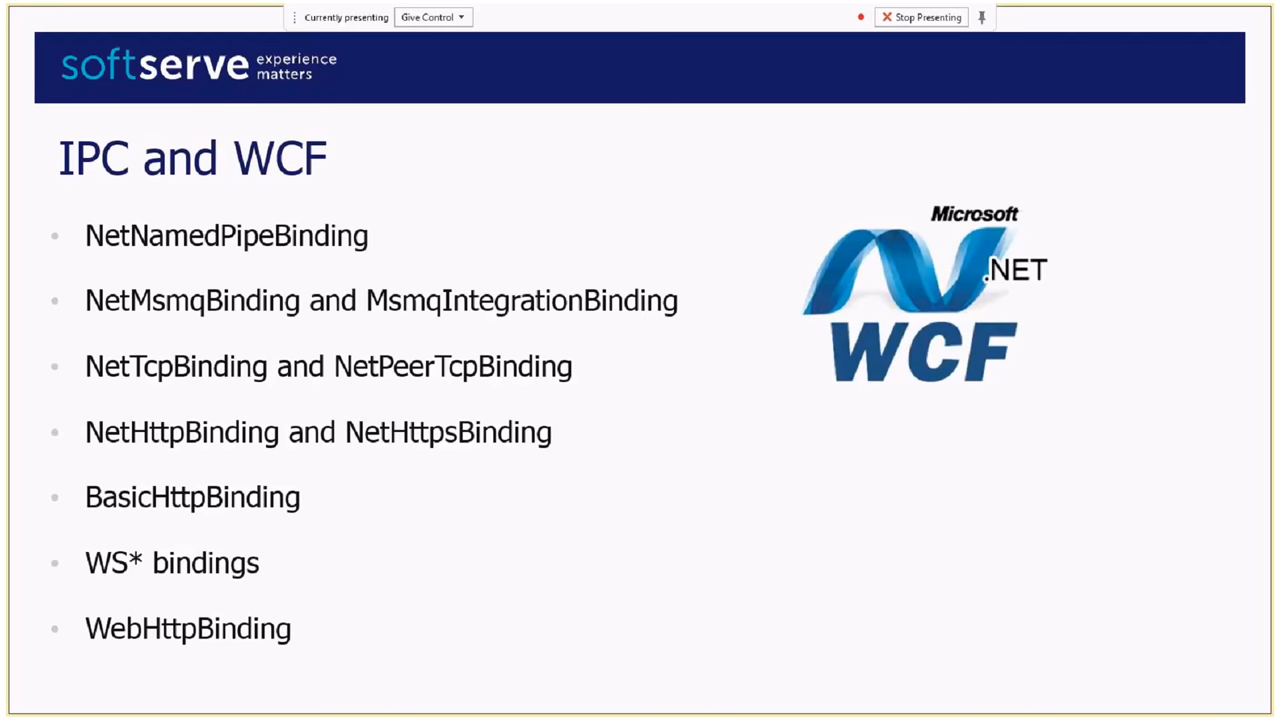 Currently presenting Give Control Stop Presenting
softserve experience matters
IPC and WCF
NetNamedPipeBinding
NetMsmqBinding and MsmqIntegrationBinding
NetTcpBinding and NetPeerTcpBinding
NetHttpBinding and NetHttpsBinding
BasicHttpBinding
WS* bindings
WebHttpBinding
Microsoft
.NET
WCF